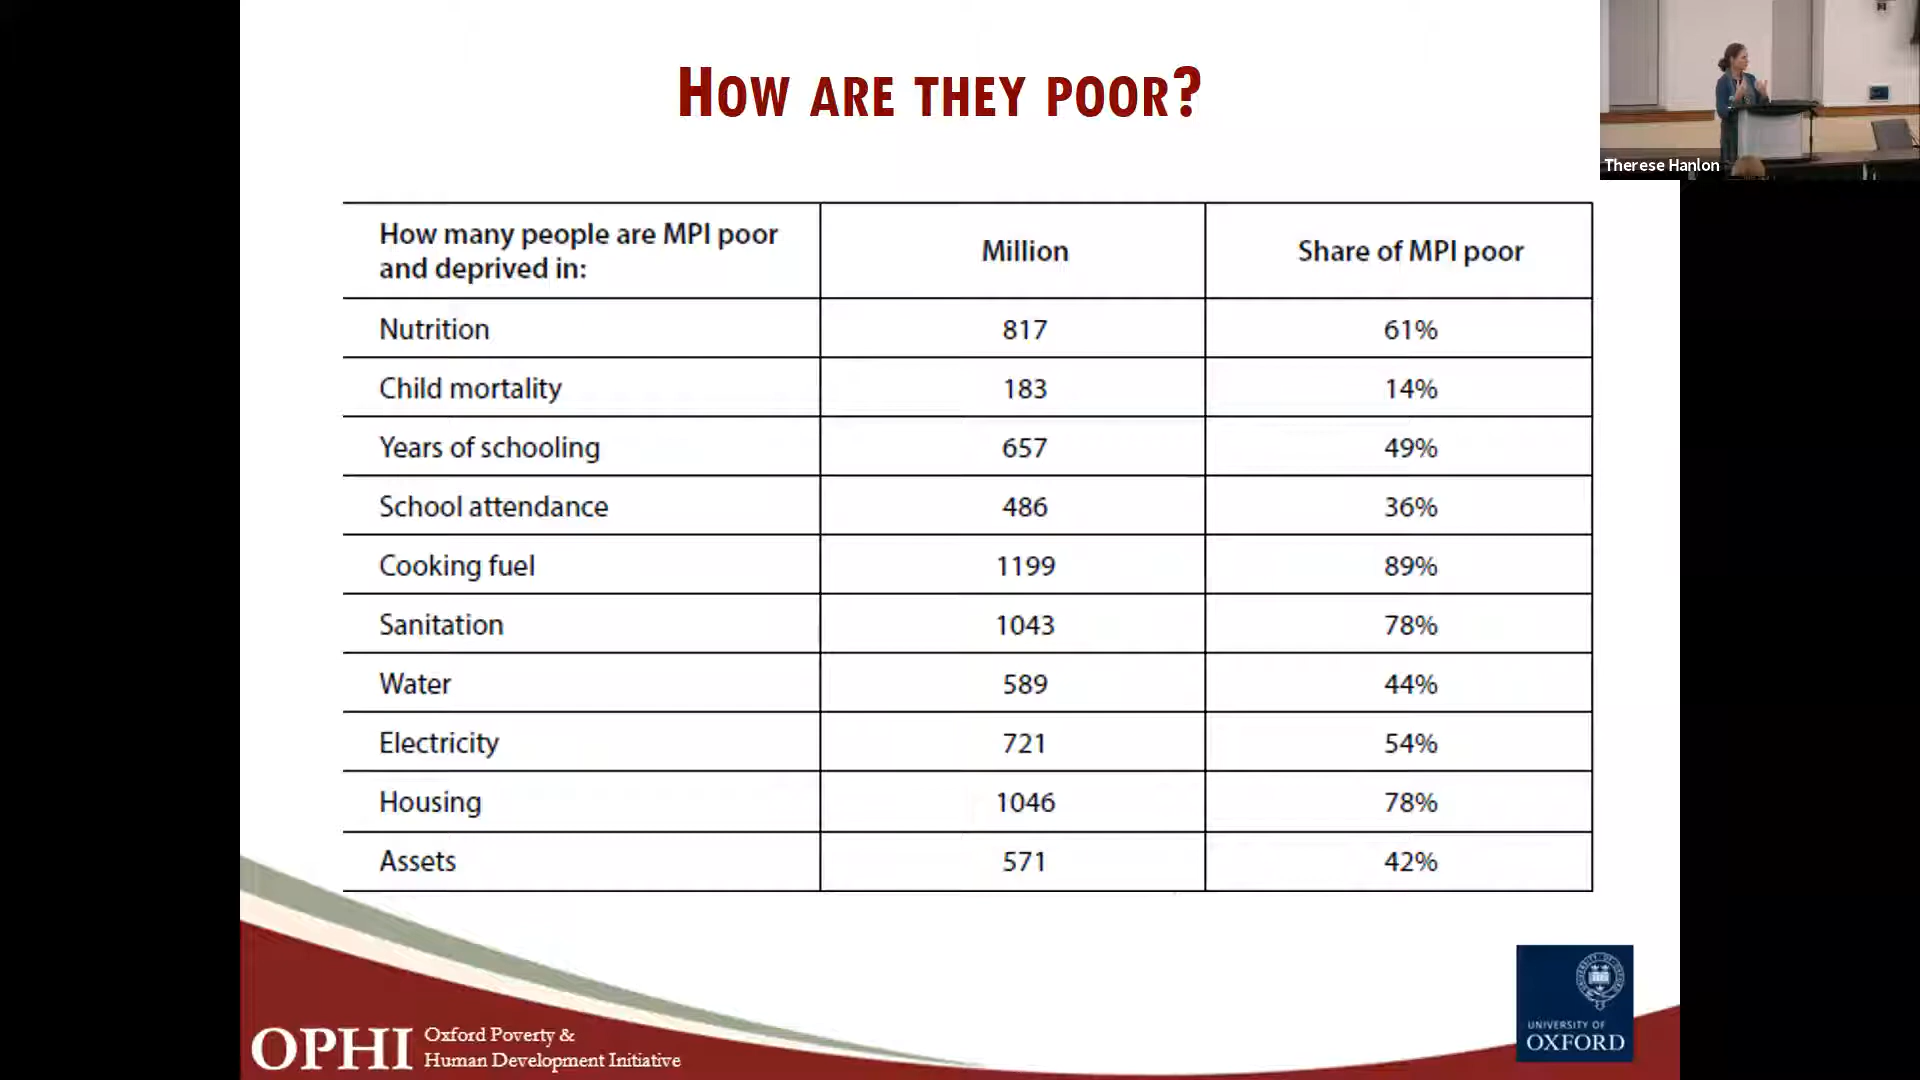 HOW ARE THEY POOR?
Therese Hanlon
How many people are MPI poor
and deprived in:
Million
Share of MPI poor
Nutrition 817 61%
Child mortality 183 14%
Years of schooling 657 49%
School attendance 486 36%
Cooking fuel 1199 89%
Sanitation 1043 78%
Water 589 44%
Electricity 721 54%
Housing 1046 78%
Assets 571 42%
OPHI
Oxford Poverty &
Human Development Initiative
UNIVERSITY OF
OXFORD